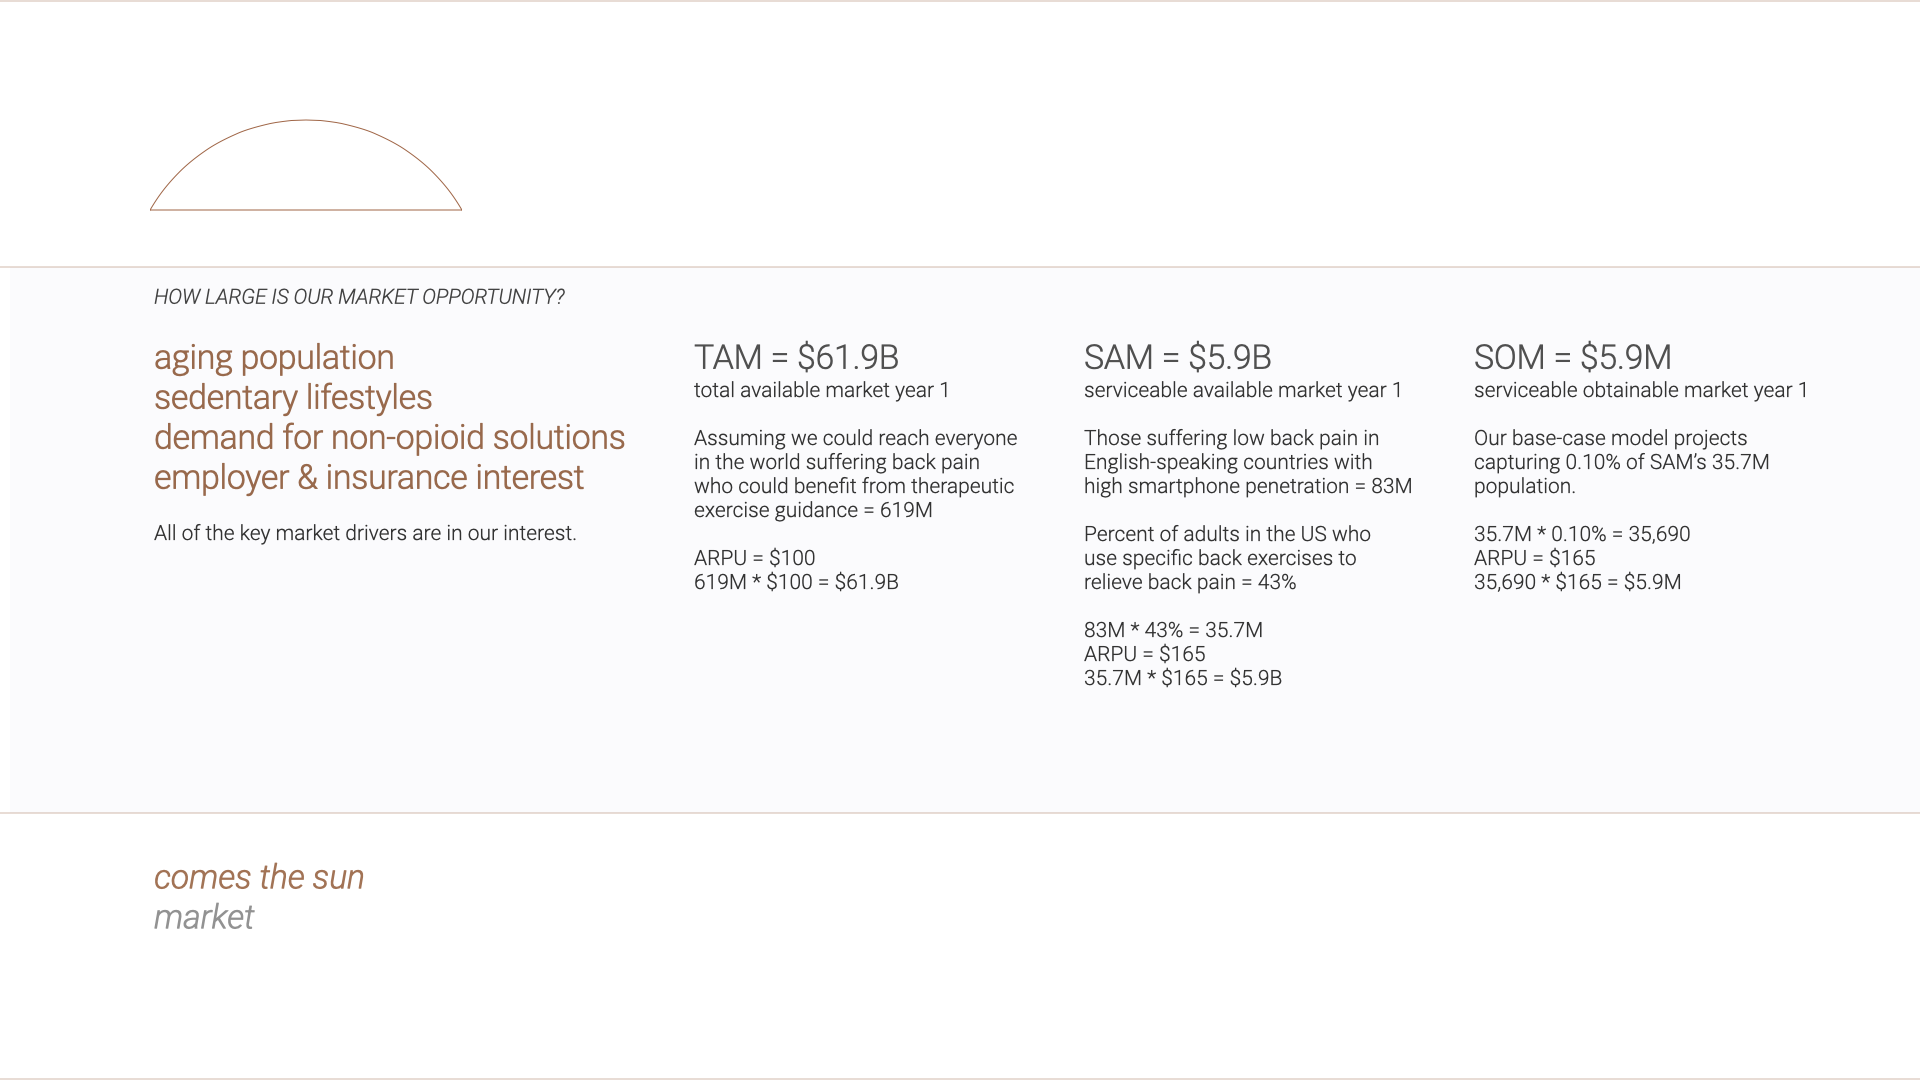 HOW LARGE IS OUR MARKET OPPORTUNITY?
aging population
sedentary lifestyles
demand for non-opioid solutions
employer & insurance interest
All of the key market drivers are in our interest.
TAM = $61.9B
total available market year 1
Assuming we could reach everyone
in the world suffering back pain
who could benefit from therapeutic
exercise guidance = 619M
ARPU = $100
619M * $100 = $61.9B
SAM = $5.9B
serviceable available market year 1
Those suffering low back pain in
English-speaking countries with
high smartphone penetration = 83M
Percent of adults in the US who
use specific back exercises to
relieve back pain = 43%
83M * 43% = 35.7M
ARPU = $165
35.7M * $165 = $5.9B
SOM = $5.9M
serviceable obtainable market year 1
Our base-case model projects
capturing 0.10% of SAM’s 35.7M
population.
35.7M * 0.10% = 35,690
ARPU = $165
35,690 * $165 = $5.9M
comes the sun
market